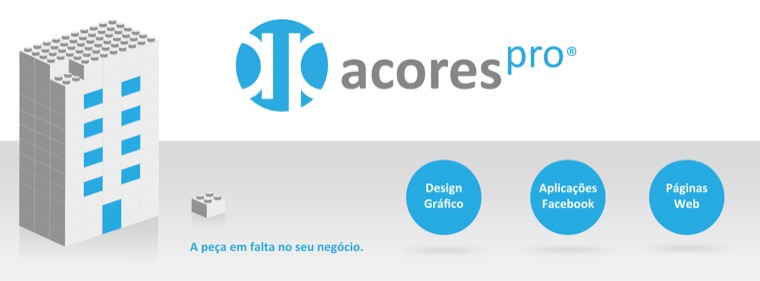 acores pro®
Design
Gráfico
Aplicações
Facebook
Páginas
Web
A peça em falta no seu negócio.